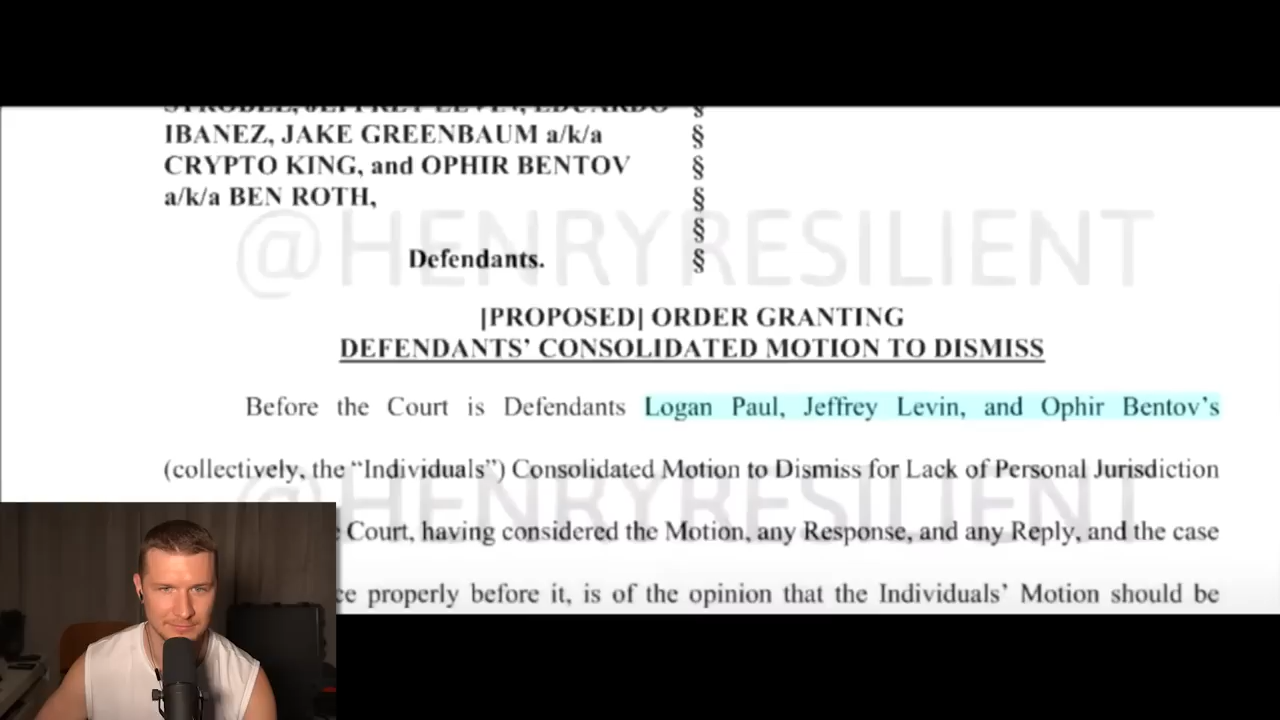 IBANEZ, JAKE GREENBAUM a/k/a §
CRYPTO KING, and OPHIR BENTOV §
a/k/a BEN ROTH, §
§
Defendants. §
[PROPOSED] ORDER GRANTING
DEFENDANTS' CONSOLIDATED MOTION TO DISMISS
Before the Court is Defendants Logan Paul, Jeffrey Levin, and Ophir Bentov's
(collectively, the “Individuals”) Consolidated Motion to Dismiss for Lack of Personal Jurisdiction
Court, having considered the Motion, any Response, and any Reply, and the case
properly before it, is of the opinion that the Individuals’ Motion should be
@HENRYRESILIENT
@HENRYRESILIENT